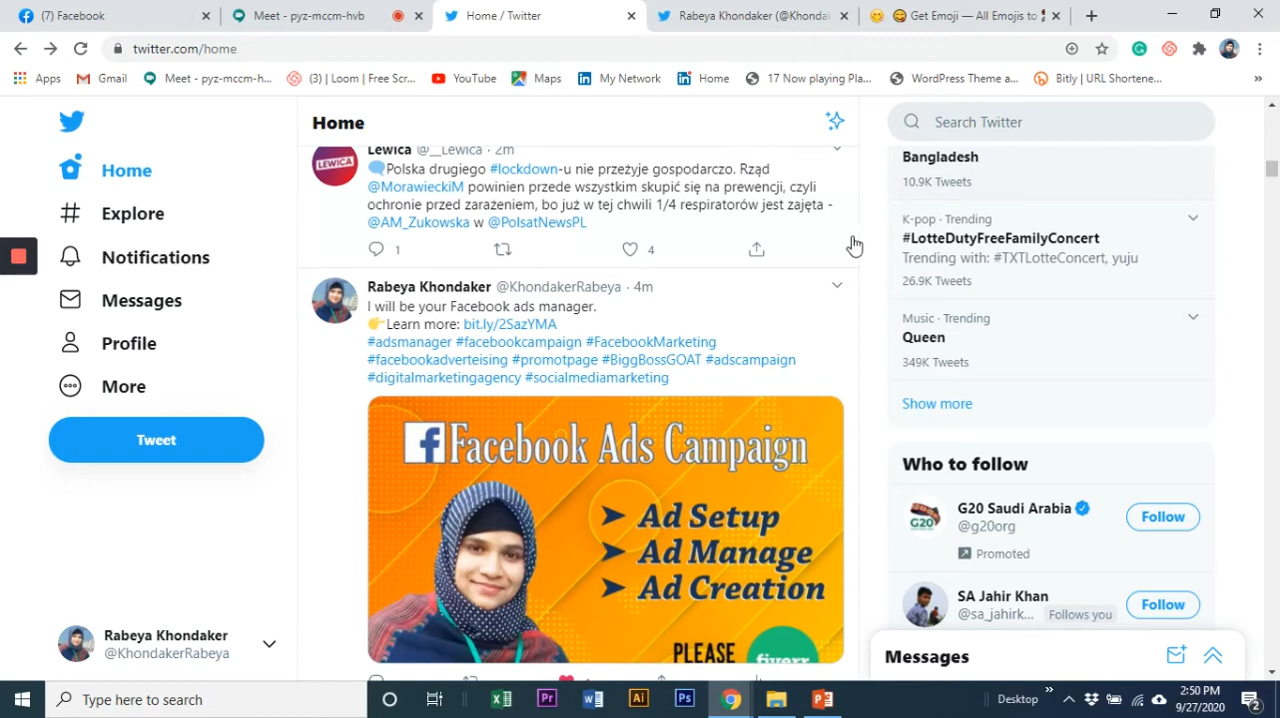 (7) Facebook
Meet - pyz-mccm-hvb
Home / Twitter
Rabeya Khondaker (@Khonda
Get Emoji — All Emojis to
twitter.com/home
Apps
Gmail
Meet - pyz-mccm-h...
(3) | Loom | Free Scr...
YouTube
Maps
My Network
Home
17 Now playing Pla...
WordPress Theme a...
Bitly | URL Shortene...
»
Home
Explore
Notifications
Messages
Profile
More
Tweet
Rabeya Khondaker
@KhondakerRabeya
Home
Lewica @__Lewica · 2m
LEWICA
💬Polska drugiego #lockdown-u nie przeżyje gospodarczo. Rząd
@MorawieckiM powinien przede wszystkim skupić się na prewencji, czyli
ochronie przed zarażeniem, bo już w tej chwili 1/4 respiratorów jest zajęta -
@AM_Zukowska w @PolsatNewsPL
1
4
Rabeya Khondaker @KhondakerRabeya · 4m
I will be your Facebook ads manager.
👉Learn more: bit.ly/2SazYMA
#adsmanager #facebookcampaign #FacebookMarketing
#facebookadverteising #promotpage #BiggBossGOAT #adscampaign
#digitalmarketingagency #socialmediamarketing
f Facebook Ads Campaign
➤ Ad Setup
➤ Ad Manage
➤ Ad Creation
PLEASE
fiverr
Search Twitter
Bangladesh
10.9K Tweets
K-pop · Trending
#LotteDutyFreeFamilyConcert
Trending with: #TXTLotteConcert, yuju
26.9K Tweets
Music · Trending
Queen
349K Tweets
Show more
Who to follow
G20 Saudi Arabia
@g20org
Promoted
Follow
G20
SA Jahir Khan
@sa_jahirk...
Follows you
Follow
Messages
Type here to search
Pr
W
Ai
Ps
Desktop
»
2:50 PM
9/27/2020
2